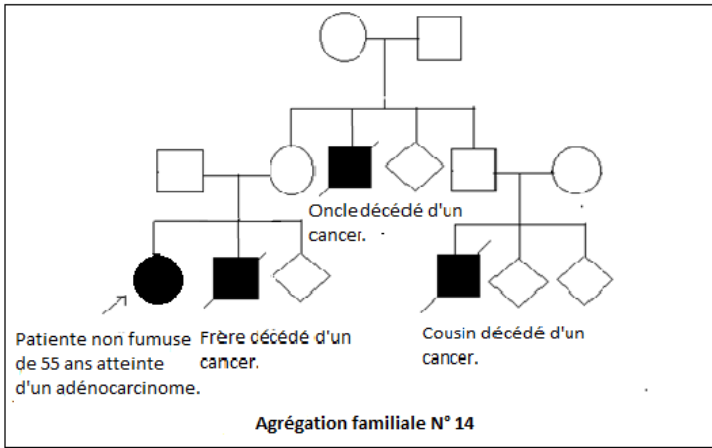 Oncle décédé d'un
cancer.
Patiente non fumuse
de 55 ans atteinte
d'un adénocarcinome.
Frère décédé d'un
cancer.
Cousin décédé d'un
cancer.
Agrégation familiale N° 14